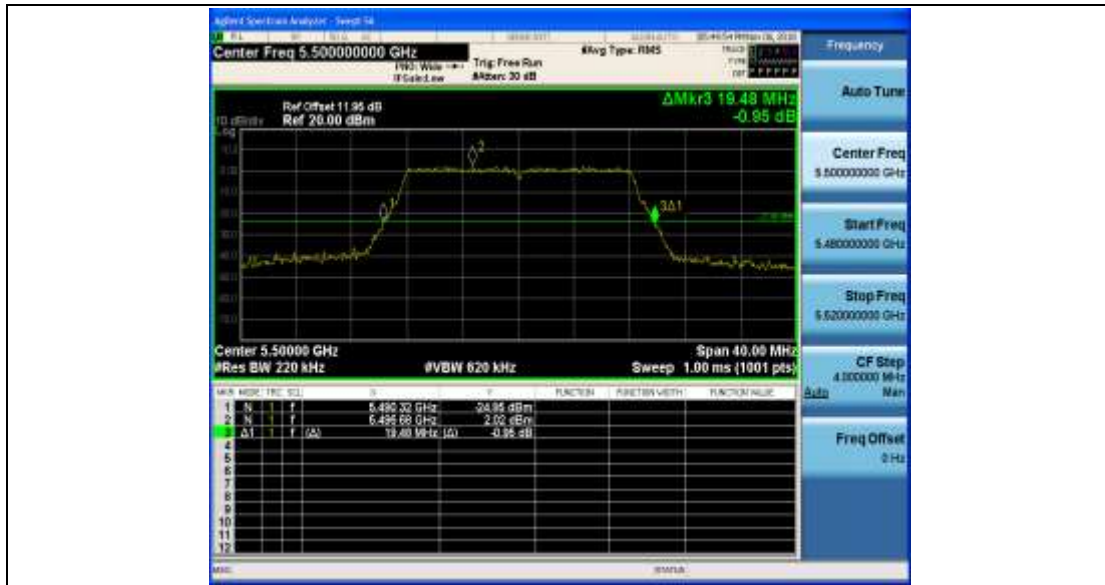 Agilent Spectrum Analyzer - Swept SA
Center Freq 5.500000000 GHz
#Avg Type: RMS
PNO: Wide
Trig: Free Run
IFGain:Low
#Atten: 30 dB
Frequency
Auto Tune
ΔMkr3 19.48 MHz
-0.95 dB
Ref Offset 11.95 dB
10 dB/div
Ref 20.00 dBm
Log
2
1
3Δ1
Center Freq
5.500000000 GHz
Start Freq
5.480000000 GHz
Stop Freq
5.520000000 GHz
Center 5.50000 GHz
Span 40.00 MHz
#Res BW 220 kHz
#VBW 620 kHz
Sweep 1.00 ms (1001 pts)
CF Step
4.000000 MHz
Auto
Man
MKR MODE TRC SCL X Y FUNCTION FUNCTION WIDTH FUNCTION VALUE
1 N 1 f 5.490 32 GHz -24.95 dBm
2 N 1 f 5.495 68 GHz 2.02 dBm
3 Δ1 1 f (Δ) 19.48 MHz (Δ) -0.95 dB
4
5
6
7
8
9
10
11
12
Freq Offset
0 Hz
MSG
STATUS